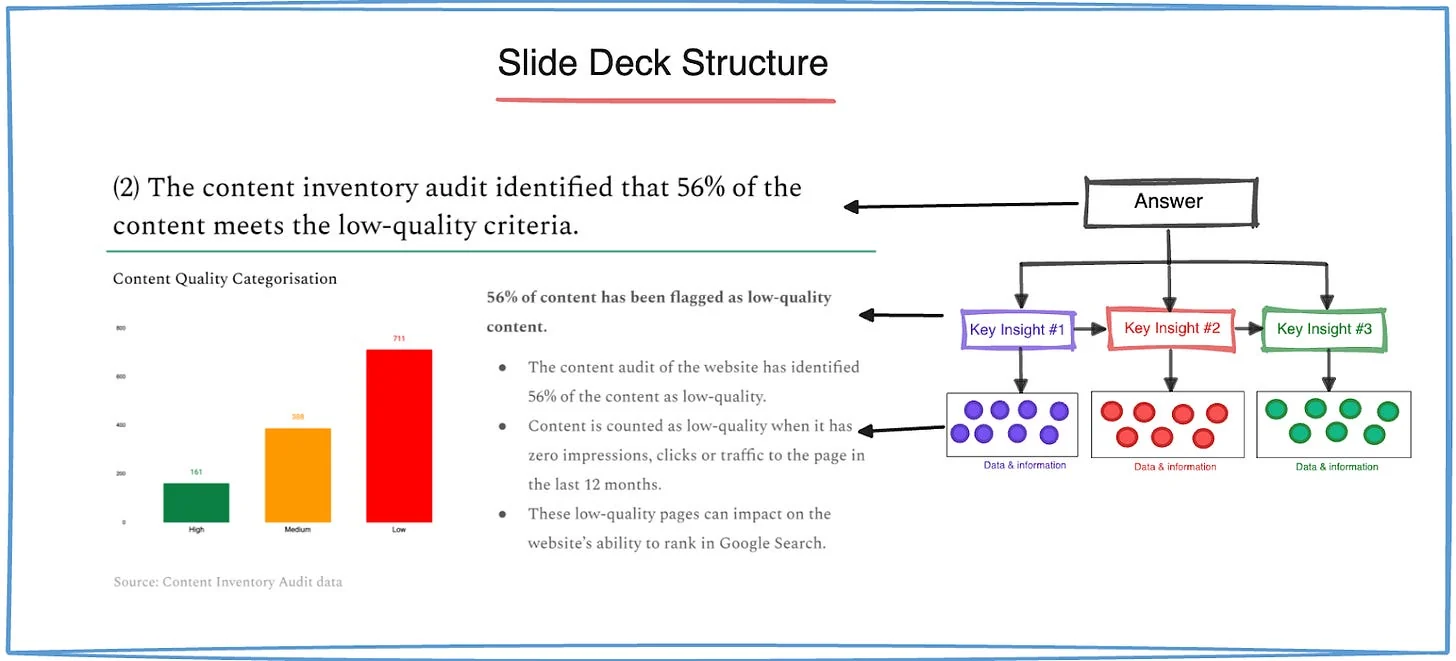 Slide Deck Structure
(2) The content inventory audit identified that 56% of the
content meets the low-quality criteria.
Content Quality Categorisation
800
600
400
200
0
161
388
711
High
Medium
Low
Source: Content Inventory Audit data
56% of content has been flagged as low-quality
content.
● The content audit of the website has identified
56% of the content as low-quality.
● Content is counted as low-quality when it has
zero impressions, clicks or traffic to the page in
the last 12 months.
● These low-quality pages can impact on the
website’s ability to rank in Google Search.
Answer
Key Insight #1
Key Insight #2
Key Insight #3
Data & information
Data & information
Data & information